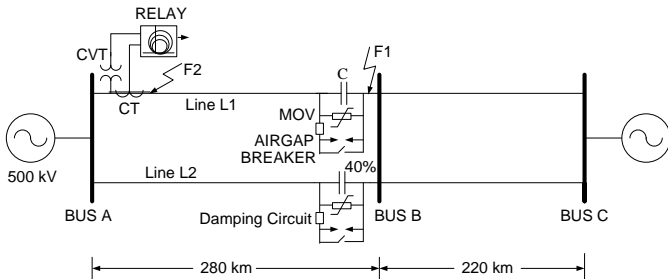 RELAY
CVT
F2
F1
CT
C
Line L1
MOV
AIRGAP
BREAKER
500 kV
Line L2
40%
BUS A
Damping Circuit
BUS B
BUS C
280 km
220 km